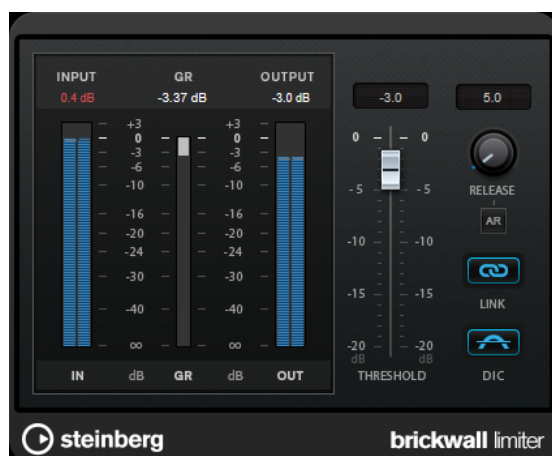 INPUT GR OUTPUT
0.4 dB -3.37 dB -3.0 dB
-3.0 5.0
+3 +3
0 0 0 0
-3 -3
-6 -6
-5 -5
-10 -10
RELEASE
-16 -16
AR
-20 -20
-10 -10
-24 -24
-30 -30
-15 -15
LINK
-40 -40
∞ ∞
-20 -20
dB dB
IN dB GR dB OUT
THRESHOLD DIC
steinberg brickwall limiter